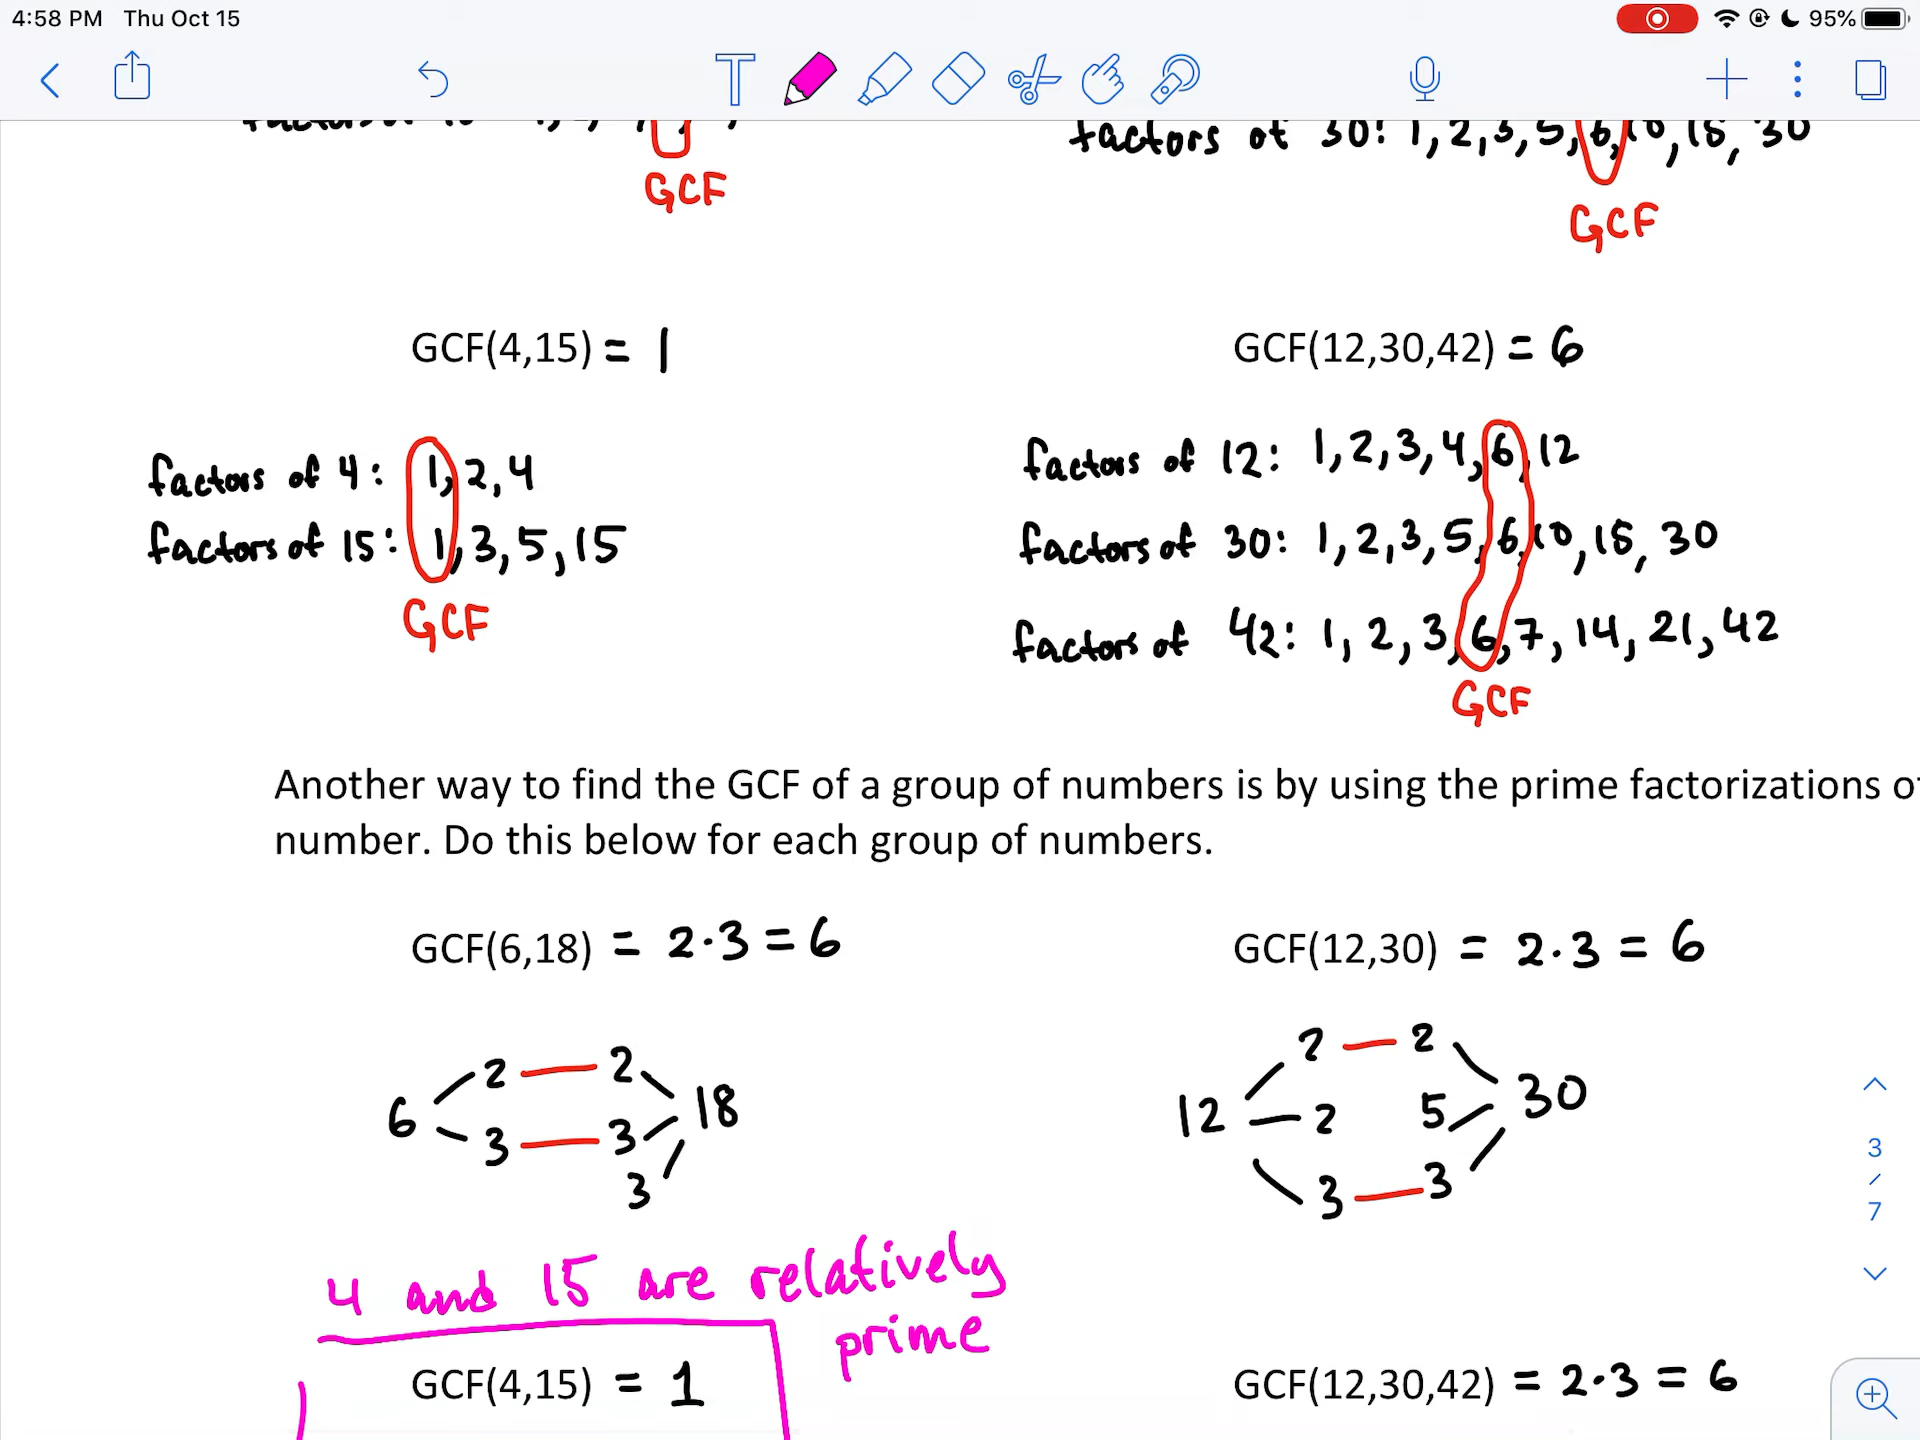 4:58 PM Thu Oct 15
95%
GCF
factors of 30: 1, 2, 3, 5, 6, 10, 15, 30
GCF
GCF(4,15) = 1
factors of 4: 1, 2, 4
factors of 15: 1, 3, 5, 15
GCF
GCF(12,30,42) = 6
factors of 12: 1, 2, 3, 4, 6, 12
factors of 30: 1, 2, 3, 5, 6, 10, 15, 30
factors of 42: 1, 2, 3, 6, 7, 14, 21, 42
GCF
Another way to find the GCF of a group of numbers is by using the prime factorizations of
number. Do this below for each group of numbers.
GCF(6,18) = 2·3 = 6
2 2
6 18
3 3
3
GCF(12,30) = 2·3 = 6
2 2
12 2 5 30
3 3
4 and 15 are relatively
prime
GCF(4,15) = 1
GCF(12,30,42) = 2·3 = 6
3
/
7